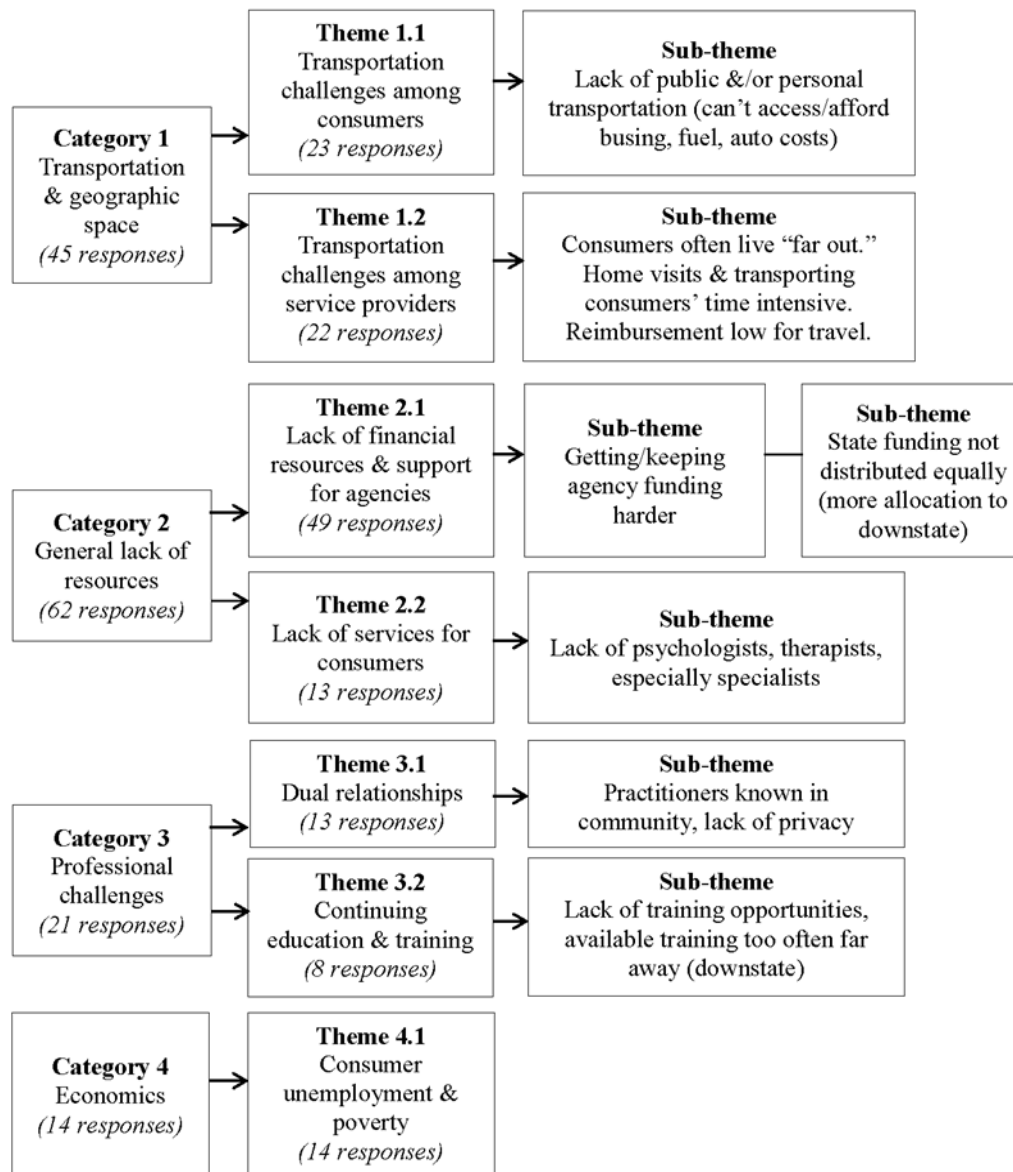 Category 1
Transportation
& geographic
space
(45 responses)
Theme 1.1
Transportation
challenges among
consumers
(23 responses)
Sub-theme
Lack of public &/or personal
transportation (can’t access/afford
busing, fuel, auto costs)
Theme 1.2
Transportation
challenges among
service providers
(22 responses)
Sub-theme
Consumers often live “far out.”
Home visits & transporting
consumers’ time intensive.
Reimbursement low for travel.
Category 2
General lack of
resources
(62 responses)
Theme 2.1
Lack of financial
resources & support
for agencies
(49 responses)
Sub-theme
Getting/keeping
agency funding
harder
Sub-theme
State funding not
distributed equally
(more allocation to
downstate)
Theme 2.2
Lack of services for
consumers
(13 responses)
Sub-theme
Lack of psychologists, therapists,
especially specialists
Category 3
Professional
challenges
(21 responses)
Theme 3.1
Dual relationships
(13 responses)
Sub-theme
Practitioners known in
community, lack of privacy
Theme 3.2
Continuing
education & training
(8 responses)
Sub-theme
Lack of training opportunities,
available training too often far
away (downstate)
Category 4
Economics
(14 responses)
Theme 4.1
Consumer
unemployment &
poverty
(14 responses)